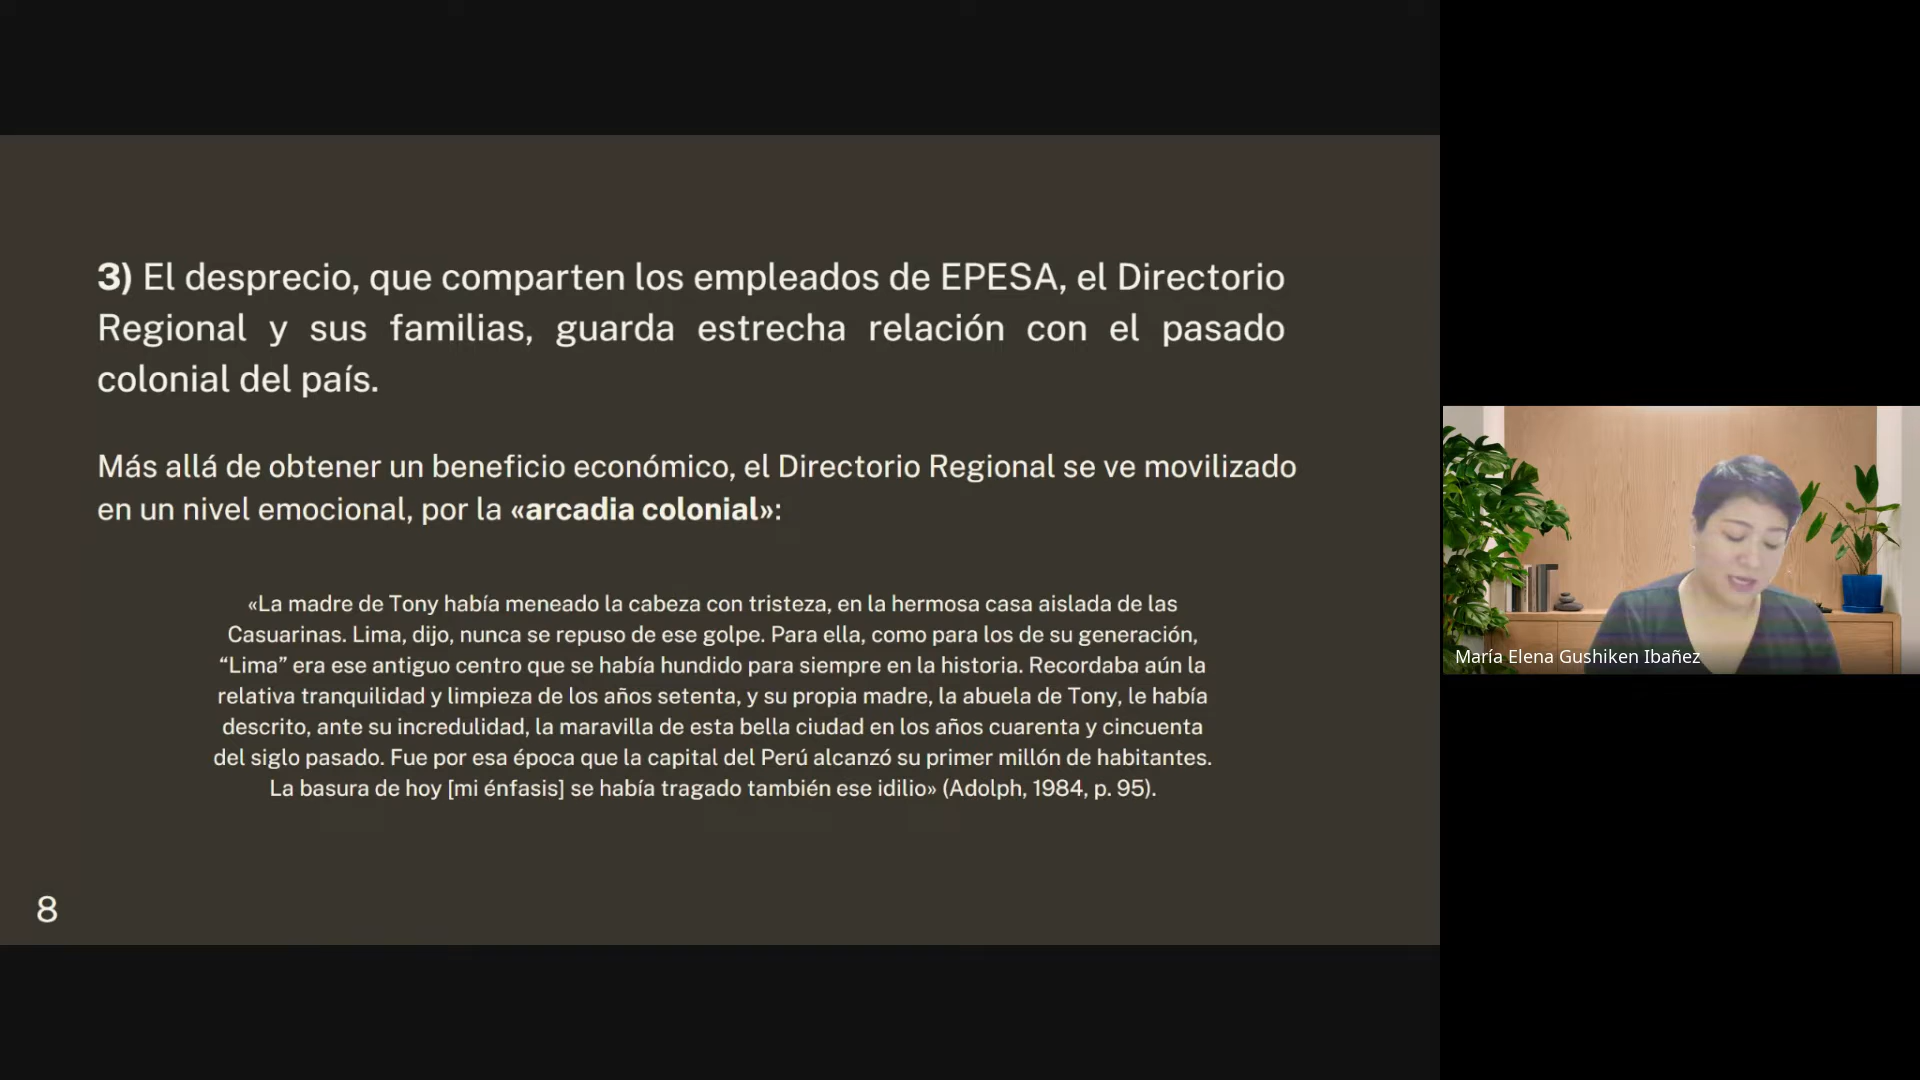 3) El desprecio, que comparten los empleados de EPESA, el Directorio
Regional y sus familias, guarda estrecha relación con el pasado
colonial del país.
Más allá de obtener un beneficio económico, el Directorio Regional se ve movilizado
en un nivel emocional, por la «arcadia colonial»:
«La madre de Tony había meneado la cabeza con tristeza, en la hermosa casa aislada de las
Casuarinas. Lima, dijo, nunca se repuso de ese golpe. Para ella, como para los de su generación,
“Lima” era ese antiguo centro que se había hundido para siempre en la historia. Recordaba aún la
relativa tranquilidad y limpieza de los años setenta, y su propia madre, la abuela de Tony, le había
descrito, ante su incredulidad, la maravilla de esta bella ciudad en los años cuarenta y cincuenta
del siglo pasado. Fue por esa época que la capital del Perú alcanzó su primer millón de habitantes.
La basura de hoy [mi énfasis] se había tragado también ese idilio» (Adolph, 1984, p. 95).
8
María Elena Gushiken Ibañez